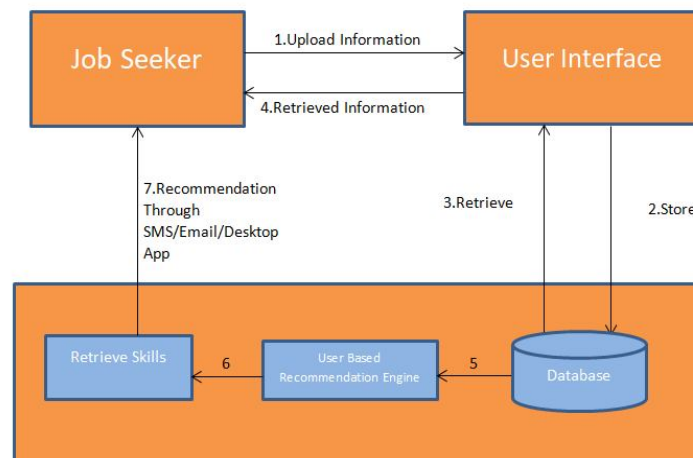 Job Seeker
1.Upload Information
User Interface
4.Retrieved Information
7.Recommendation
Through
SMS/Email/Desktop
App
3.Retrieve
2.Store
Retrieve Skills
6
User Based
Recommendation Engine
5
Database